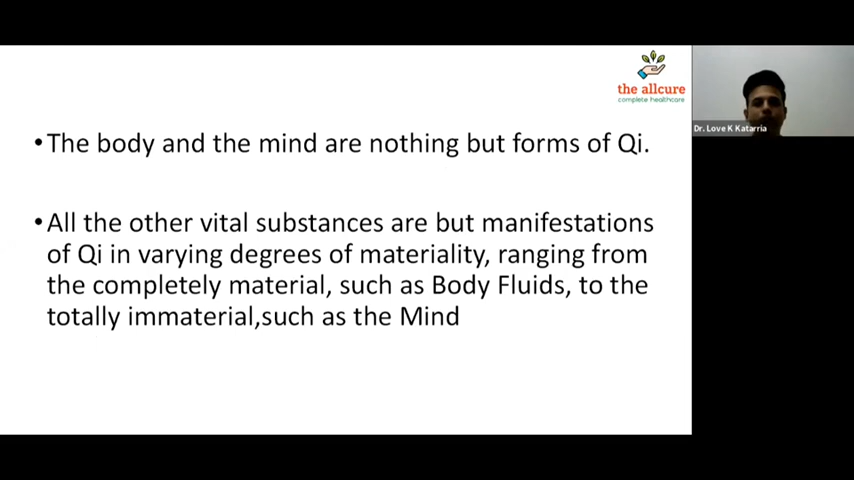 the allcure
complete healthcare
Dr. Love K Katarria
•The body and the mind are nothing but forms of Qi.
•All the other vital substances are but manifestations
of Qi in varying degrees of materiality, ranging from
the completely material, such as Body Fluids, to the
totally immaterial,such as the Mind